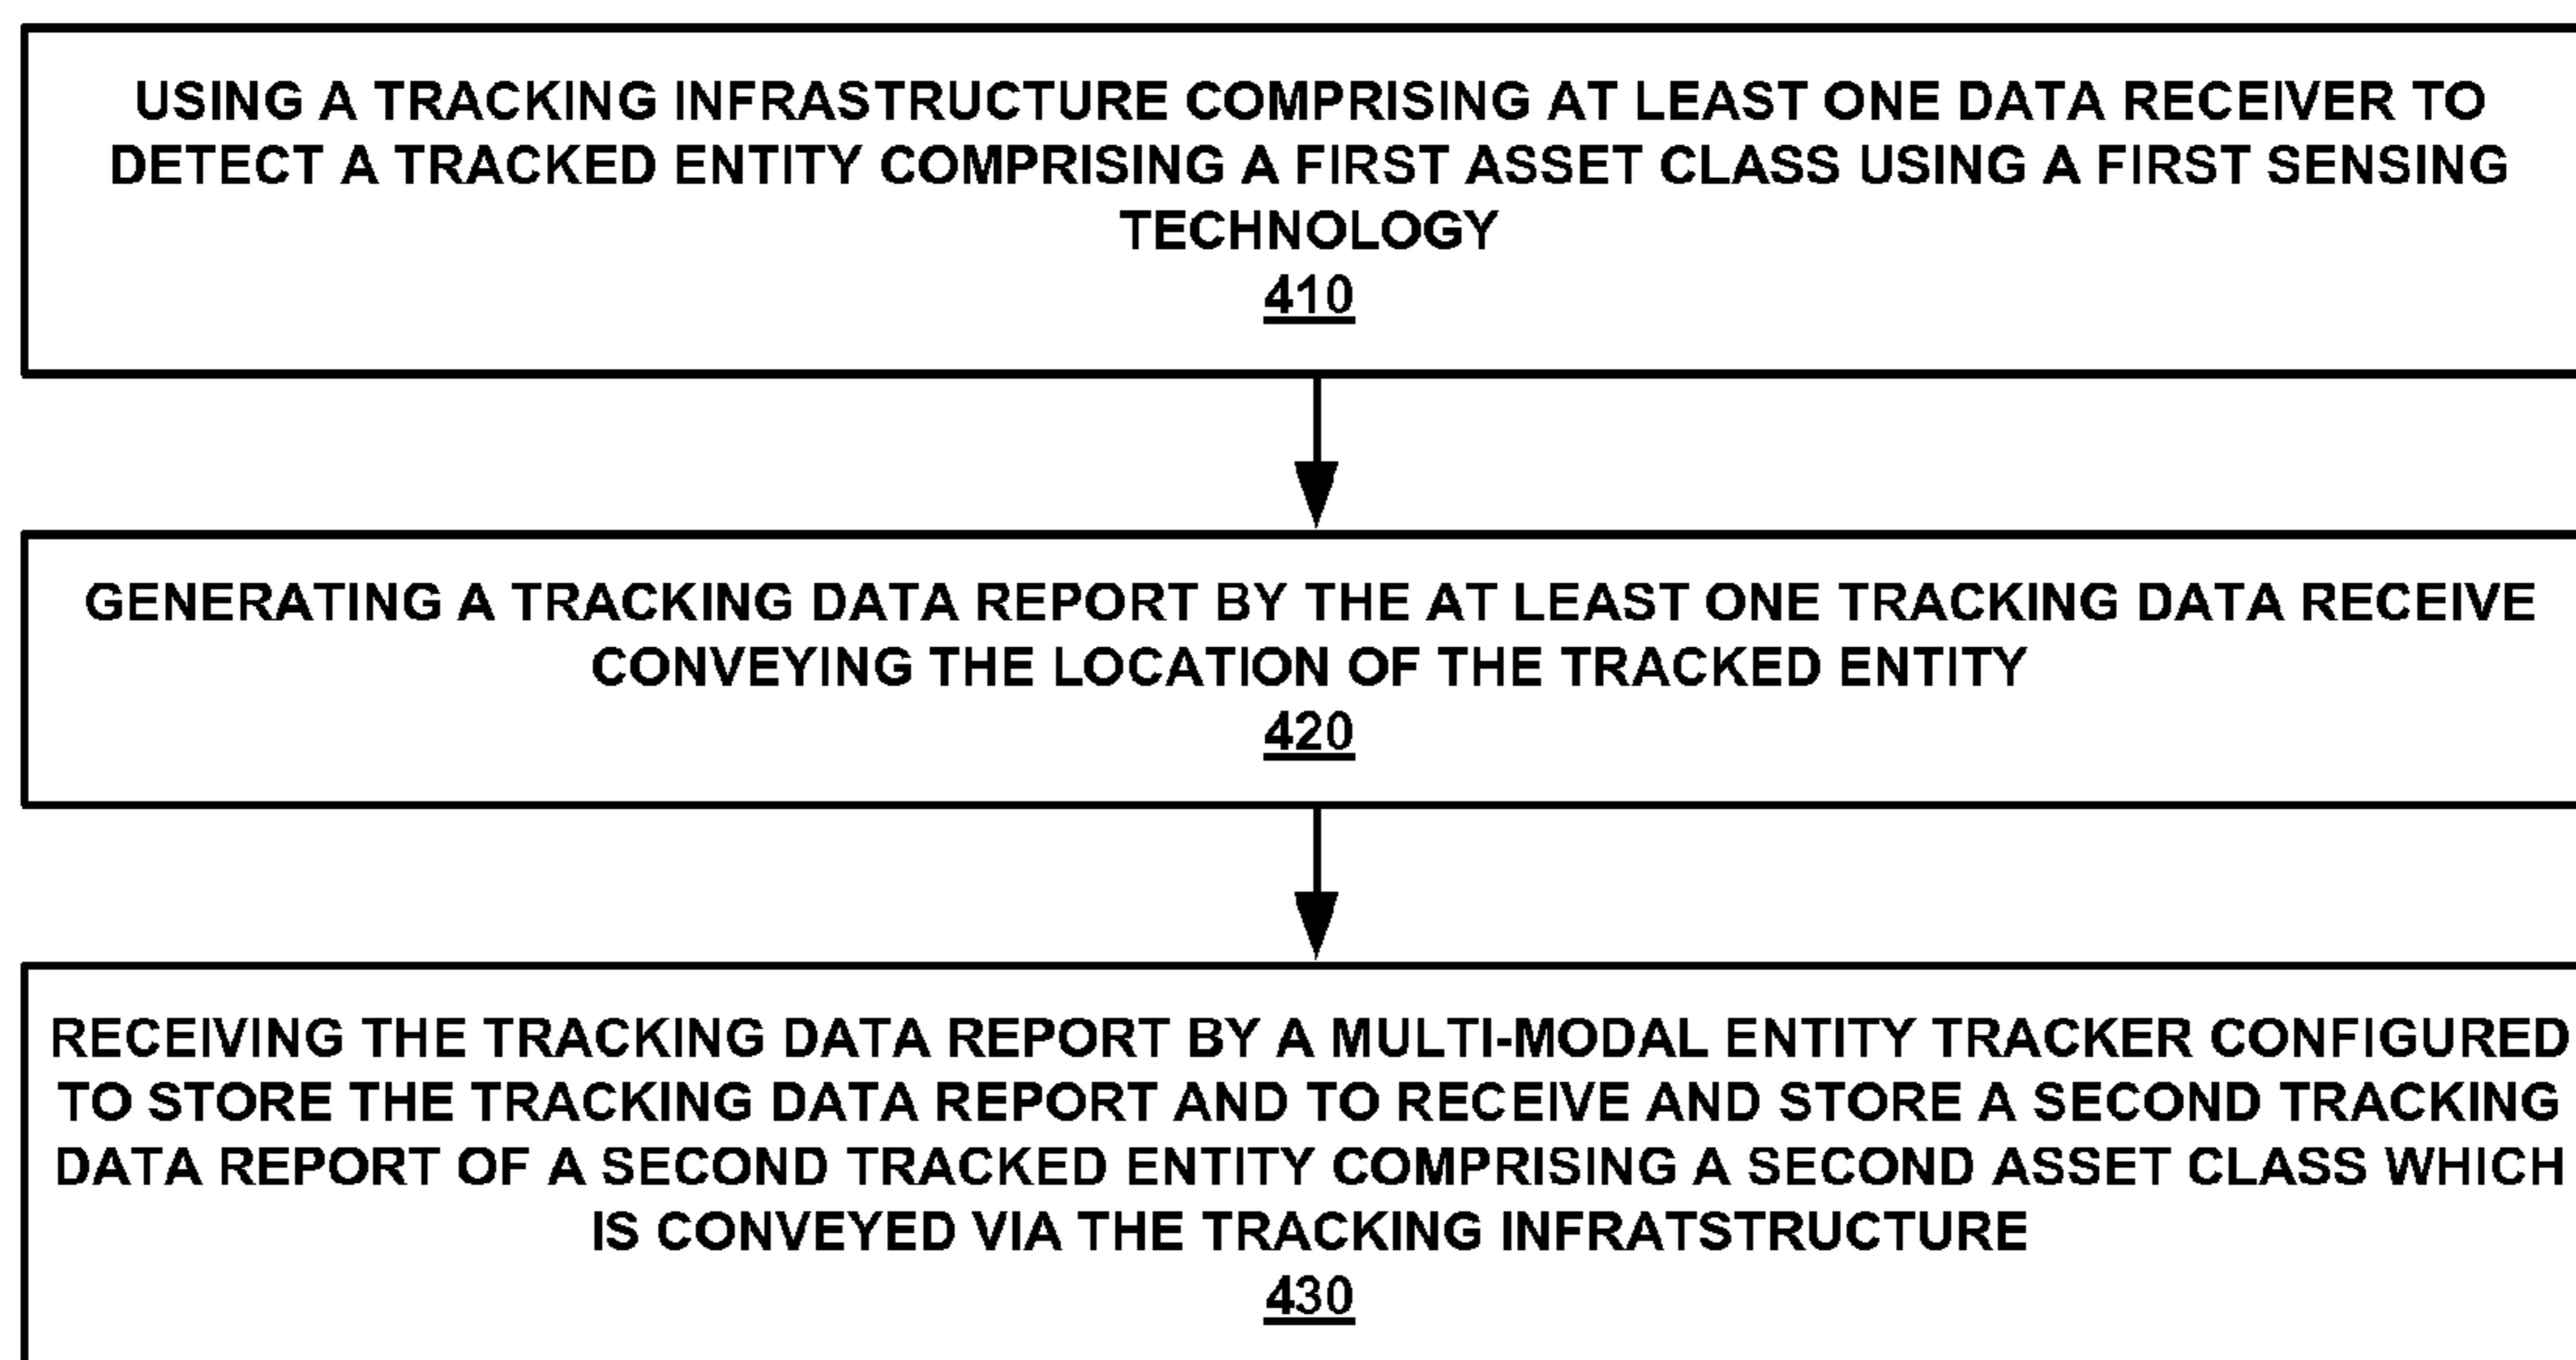 USING A TRACKING INFRASTRUCTURE COMPRISING AT LEAST ONE DATA RECEIVER TO
DETECT A TRACKED ENTITY COMPRISING A FIRST ASSET CLASS USING A FIRST SENSING
TECHNOLOGY
410
GENERATING A TRACKING DATA REPORT BY THE AT LEAST ONE TRACKING DATA RECEIVE
CONVEYING THE LOCATION OF THE TRACKED ENTITY
420
RECEIVING THE TRACKING DATA REPORT BY A MULTI-MODAL ENTITY TRACKER CONFIGURED
TO STORE THE TRACKING DATA REPORT AND TO RECEIVE AND STORE A SECOND TRACKING
DATA REPORT OF A SECOND TRACKED ENTITY COMPRISING A SECOND ASSET CLASS WHICH
IS CONVEYED VIA THE TRACKING INFRATSTRUCTURE
430